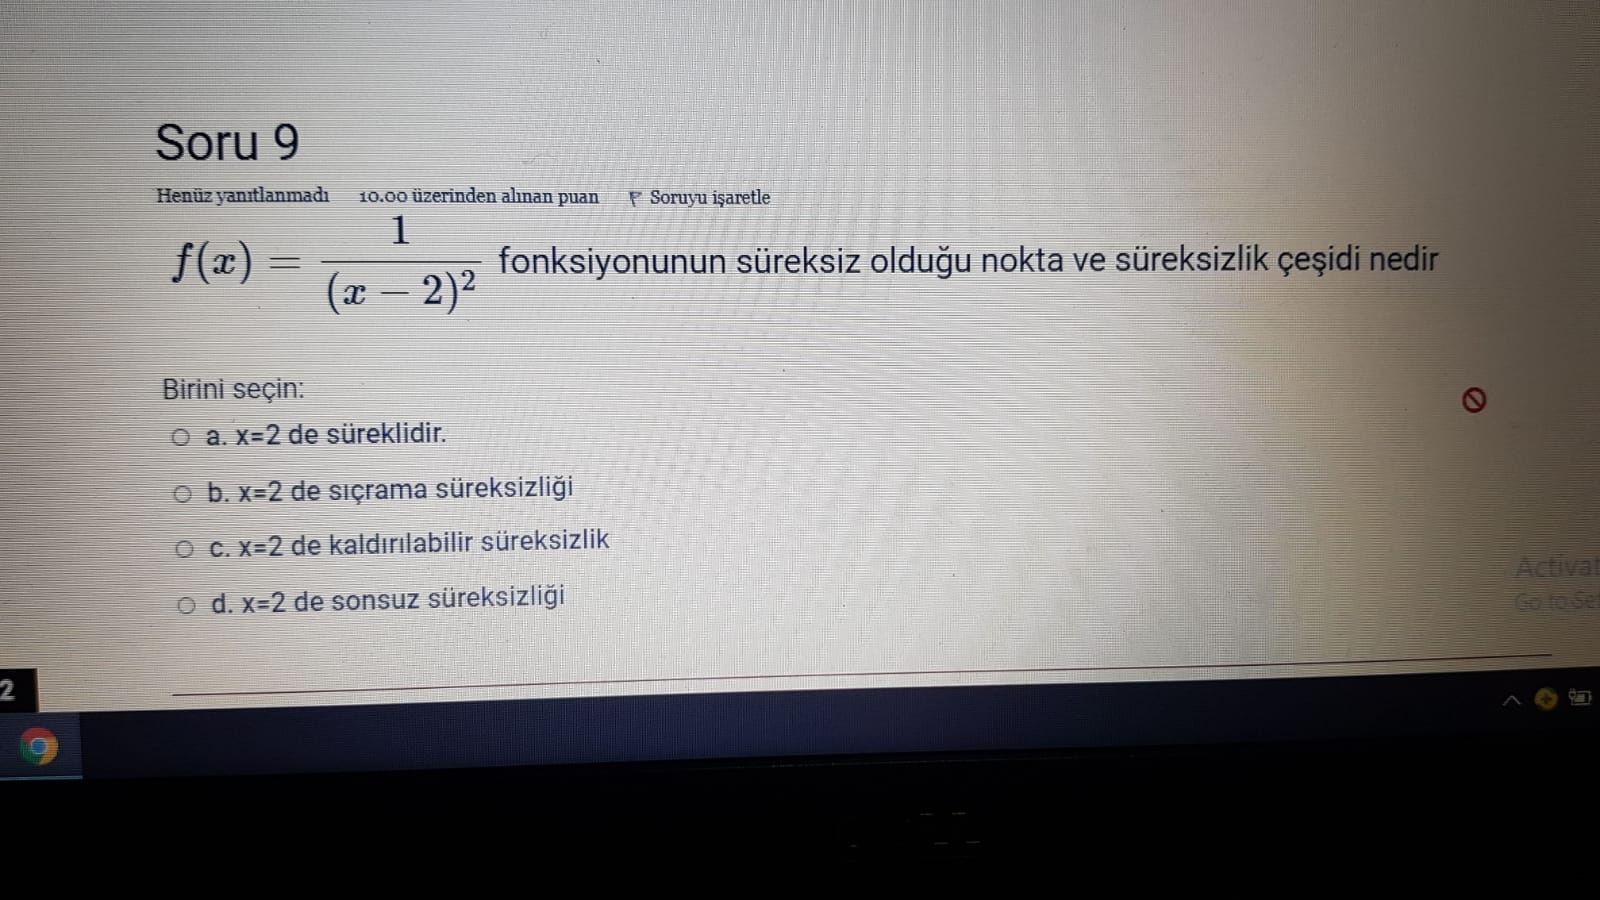 Soru 9
Henüz yanıtlanmadı 10.00 üzerinden alınan puan Soruyu işaretle
f(x) = 1/(x − 2)² fonksiyonunun süreksiz olduğu nokta ve süreksizlik çeşidi nedir
Birini seçin:
a. x=2 de süreklidir.
b. x=2 de sıçrama süreksizliği
c. x=2 de kaldırılabilir süreksizlik
d. x=2 de sonsuz süreksizliği
Activat
Go to Set
2